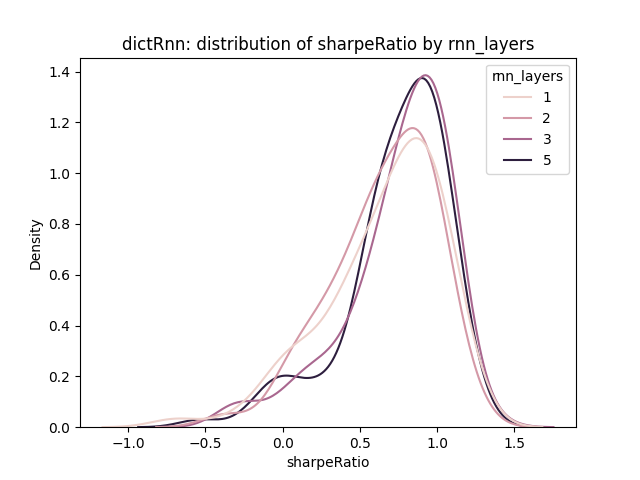 dictRnn: distribution of sharpeRatio by rnn_layers
rnn_layers
1
2
3
5
Density
1.4
1.2
1.0
0.8
0.6
0.4
0.2
0.0
−1.0 −0.5 0.0 0.5 1.0 1.5
sharpeRatio